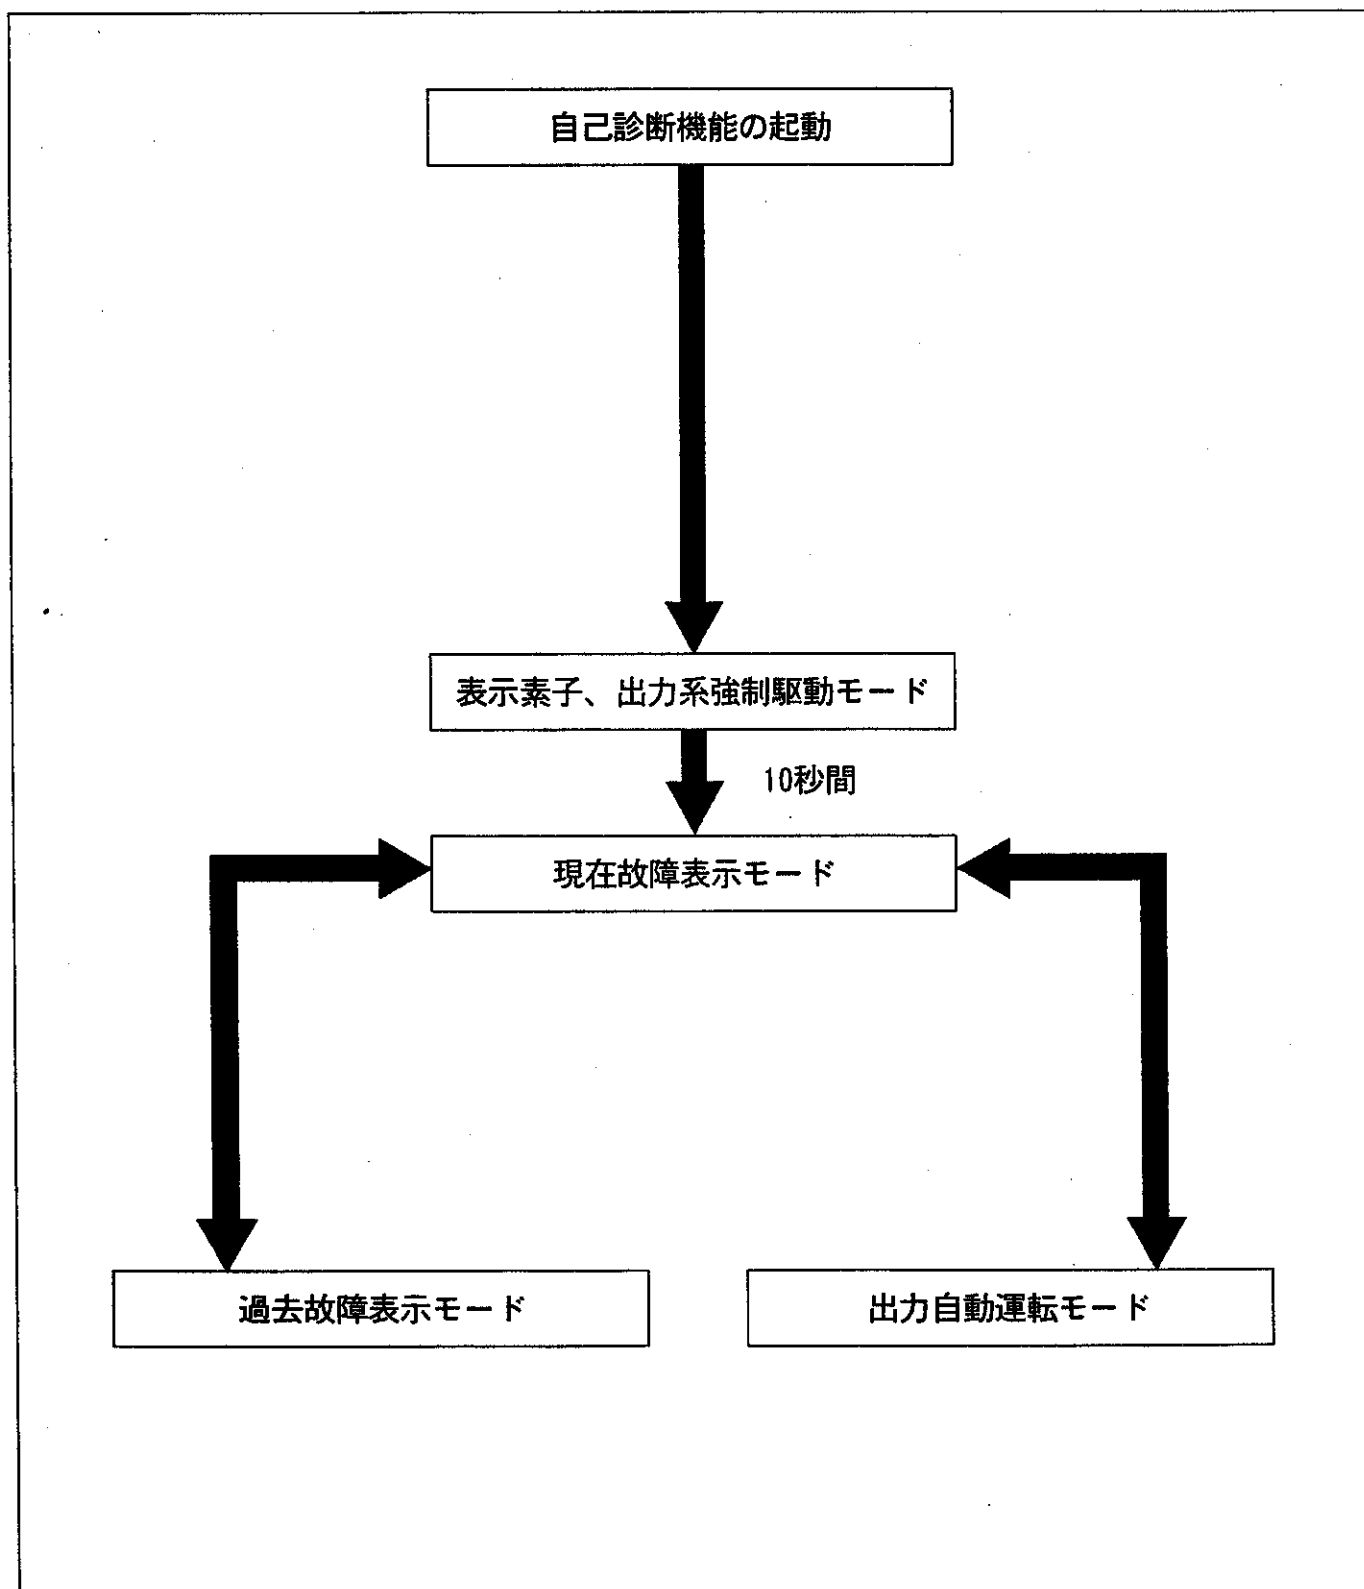 自己診断機能の起動
表示素子、出力系強制駆動モード
10秒間
現在故障表示モード
過去故障表示モード
出力自動運転モード